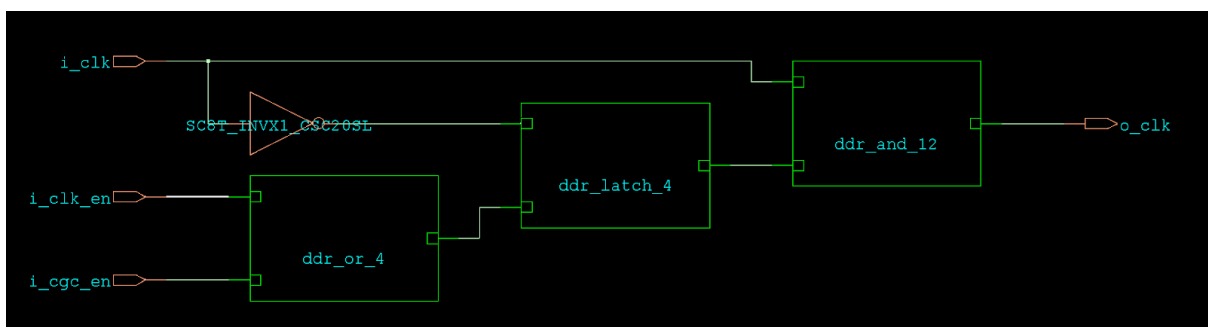 i_clk
SC8T_INVX1_CSC20SL
ddr_and_12
o_clk
ddr_latch_4
i_clk_en
ddr_or_4
i_cgc_en